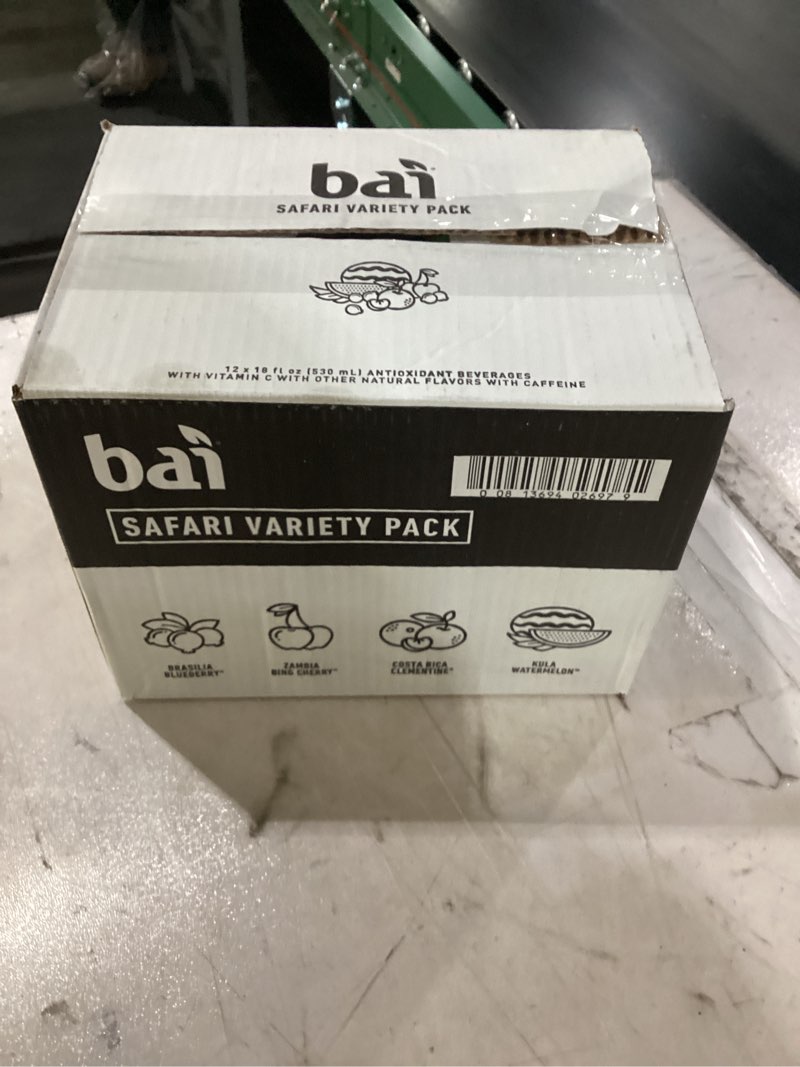 bai
SAFARI VARIETY PACK
12 x 18 fl oz (530 mL) ANTIOXIDANT BEVERAGES
WITH VITAMIN C WITH OTHER NATURAL FLAVORS WITH CAFFEINE
bai
SAFARI VARIETY PACK
0 08 13694 02697 9
BRASILIA
BLUEBERRY™
ZAMBIA
BING CHERRY™
COSTA RICA
CLEMENTINE™
KULA
WATERMELON™